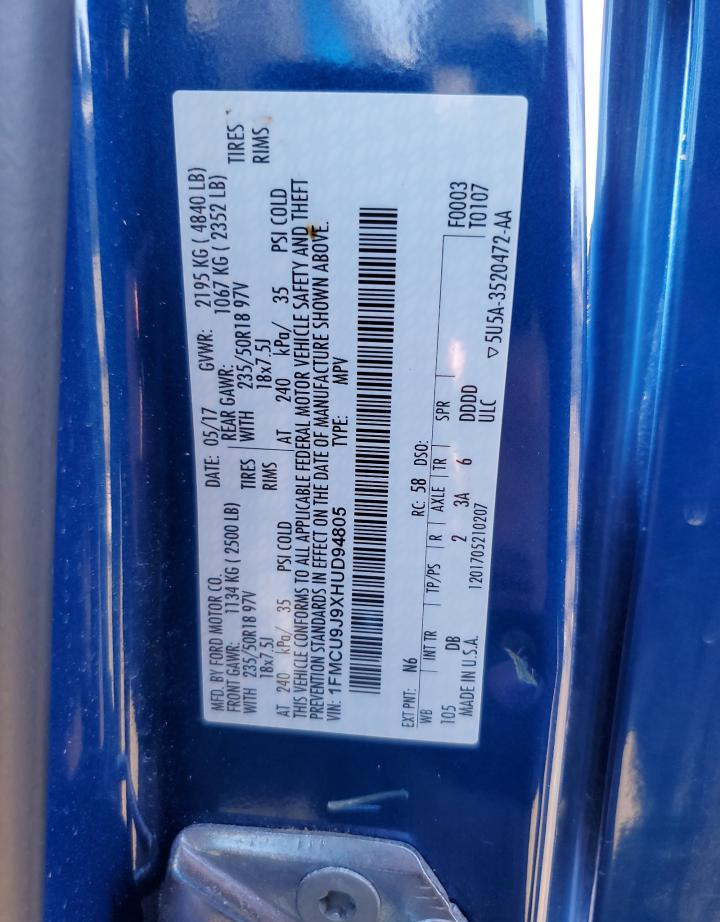 MFD. BY FORD MOTOR CO.
DATE: 05/17
GVWR: 2195 KG ( 4840 LB)
FRONT GAWR:
1134 KG ( 2500 LB)
REAR GAWR:
1067 KG ( 2352 LB)
WITH 235/50R18 97V
TIRES
WITH 235/50R18 97V
TIRES
18x7.5J
RIMS
18x7.5J
RIMS
AT 240 kPa/ 35 PSI COLD
AT 240 kPa/ 35 PSI COLD
THIS VEHICLE CONFORMS TO ALL APPLICABLE FEDERAL MOTOR VEHICLE SAFETY AND THEFT
PREVENTION STANDARDS IN EFFECT ON THE DATE OF MANUFACTURE SHOWN ABOVE.
VIN: 1FMCU9J9XHUD94805
TYPE: MPV
EXT PNT: N6
RC: 58 DSO:
F0003
T0107
WB
INT TR
TP/PS
R
AXLE
TR
SPR
105
DB
2
3A
6
DDDD
MADE IN U.S.A.
1201705210207
ULC
▽5U5A-3520472-AA